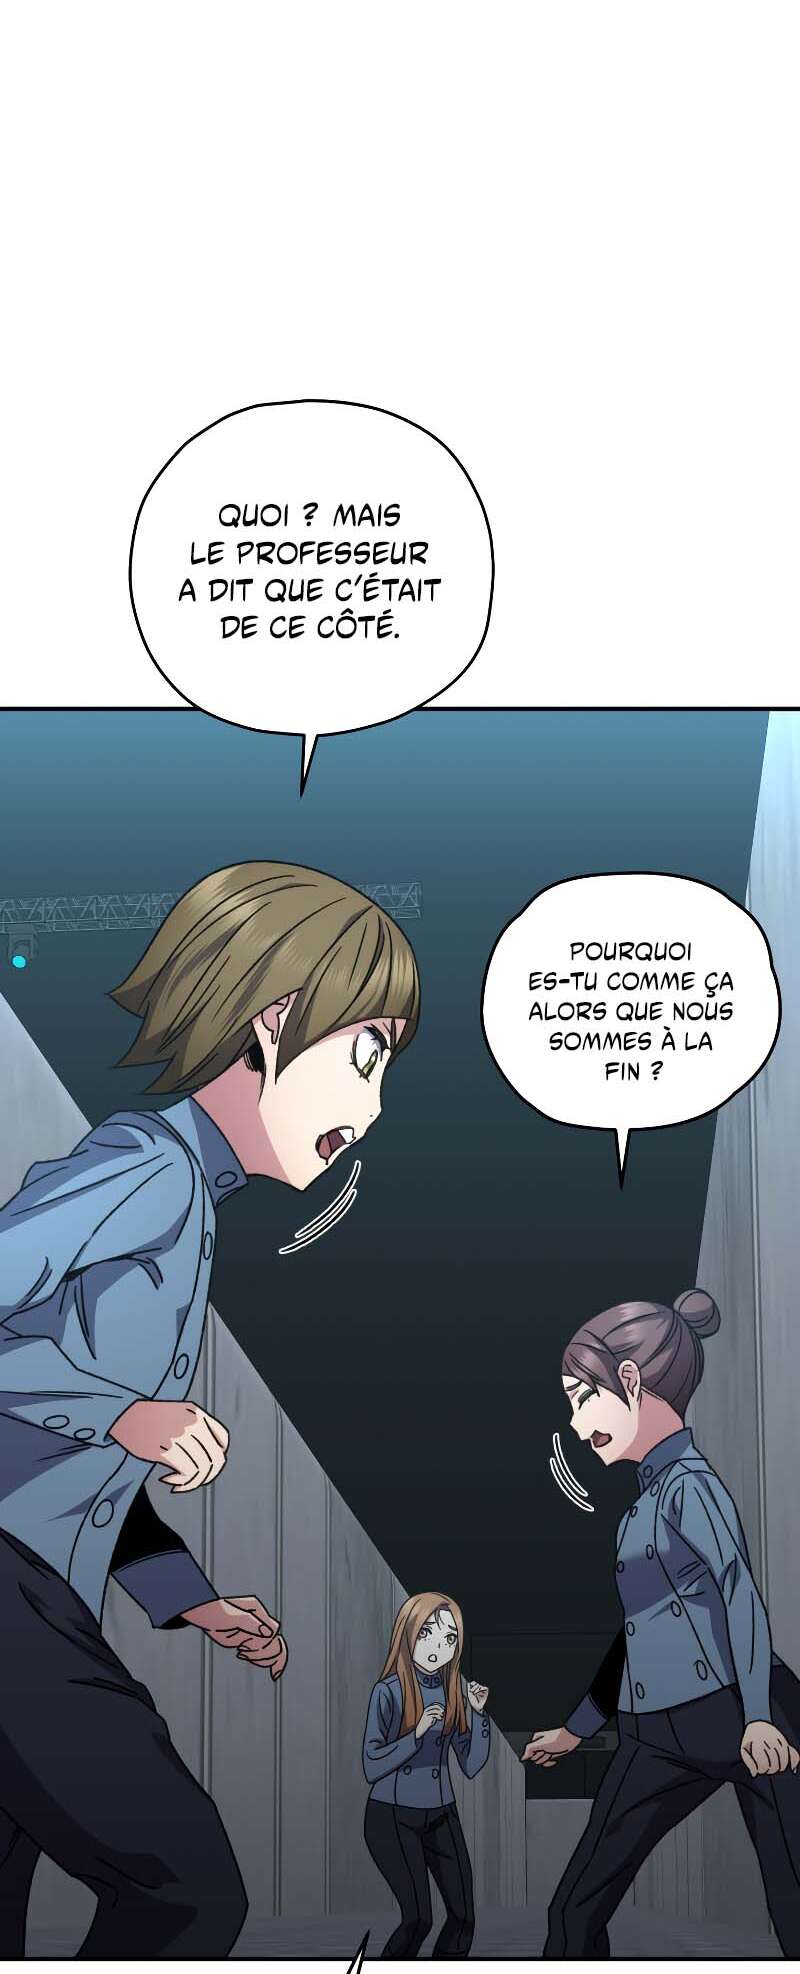 QUOI ? MAIS
LE PROFESSEUR
A DIT QUE C'ÉTAIT
DE CE CÔTÉ.
POURQUOI
ES-TU COMME ÇA
ALORS QUE NOUS
SOMMES À LA
FIN ?